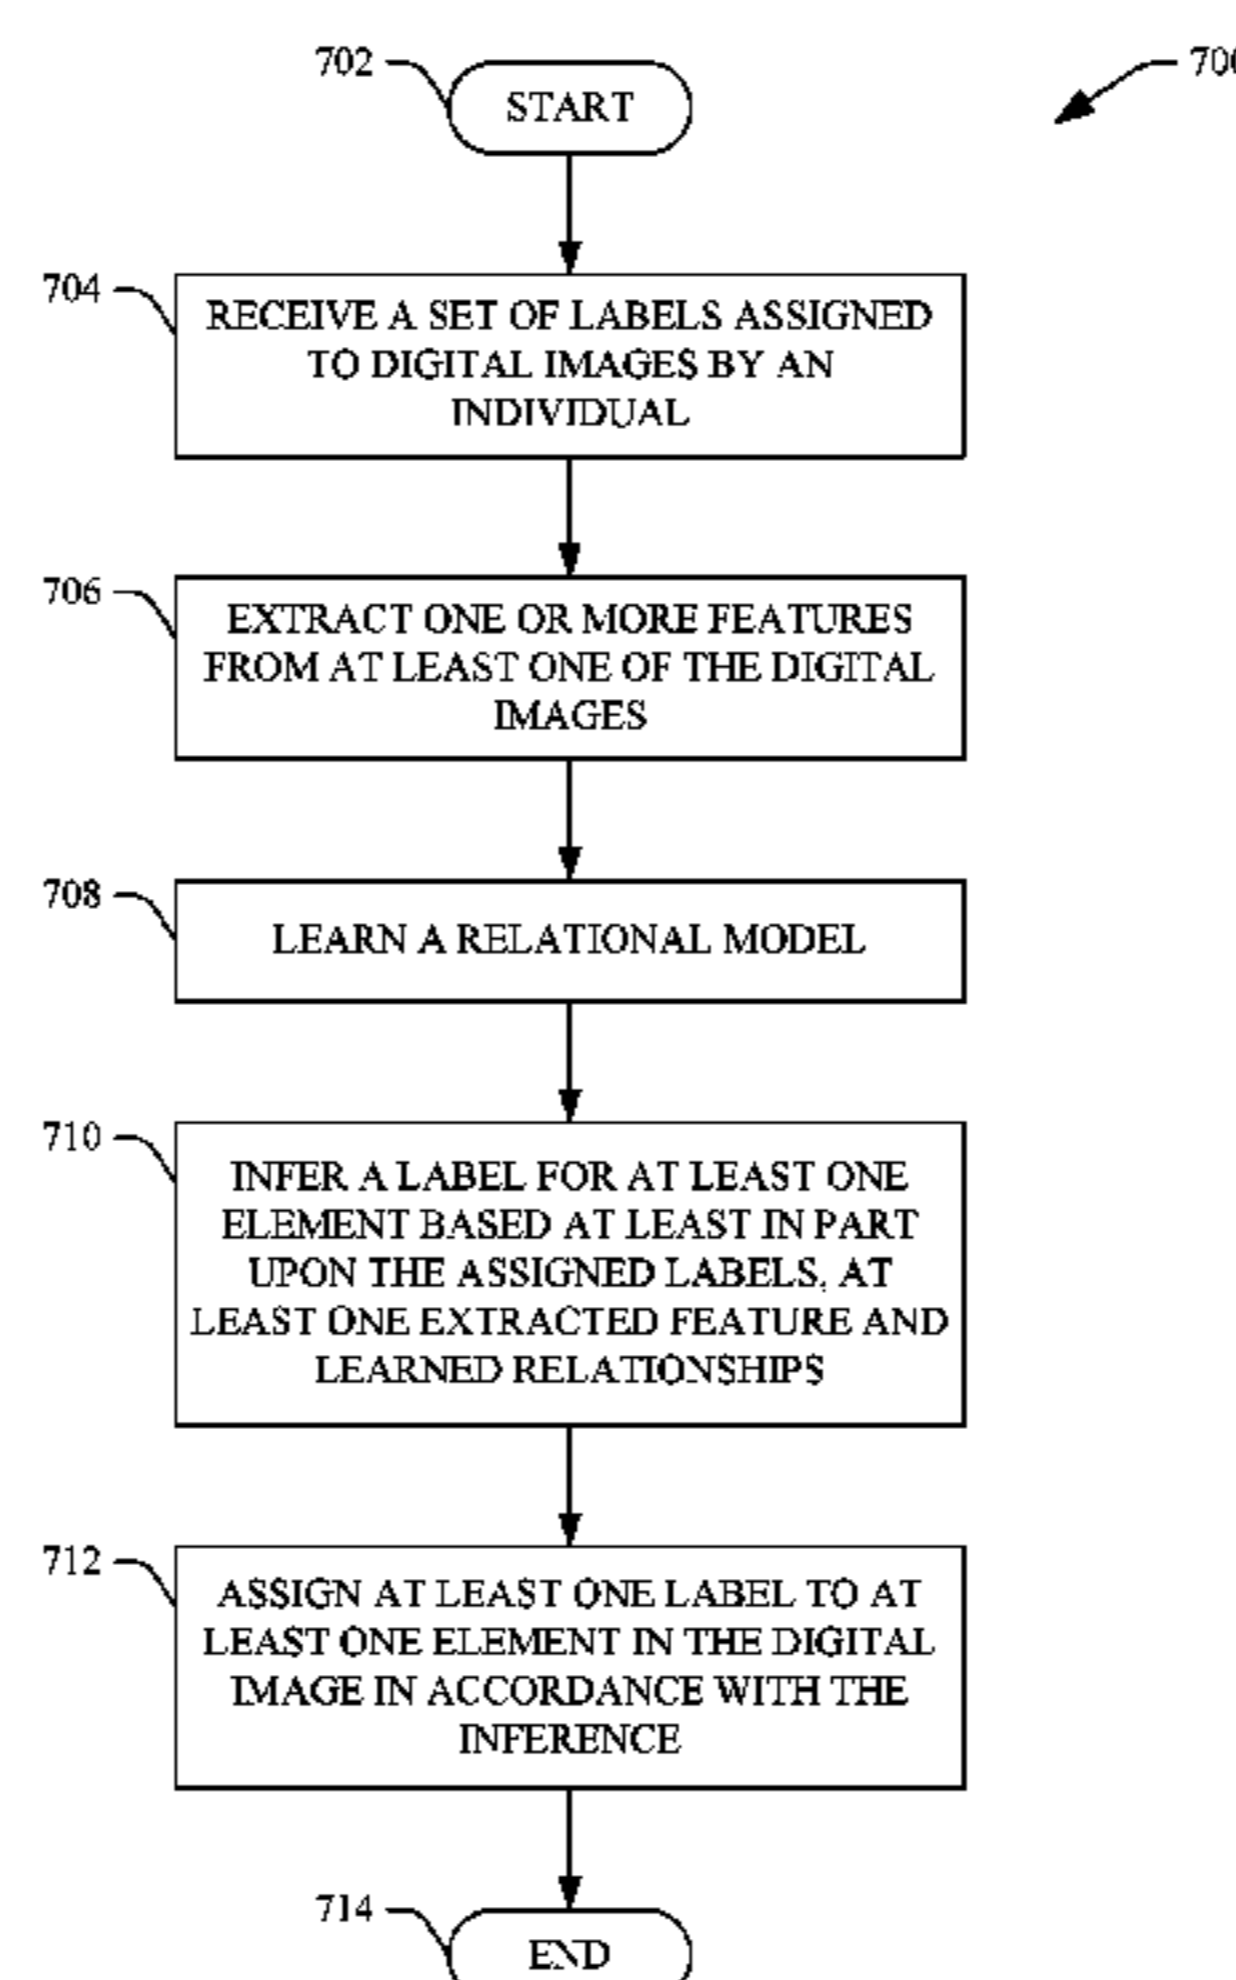 702
START
700
704
RECEIVE A SET OF LABELS ASSIGNED
TO DIGITAL IMAGES BY AN
INDIVIDUAL
706
EXTRACT ONE OR MORE FEATURES
FROM AT LEAST ONE OF THE DIGITAL
IMAGES
708
LEARN A RELATIONAL MODEL
710
INFER A LABEL FOR AT LEAST ONE
ELEMENT BASED AT LEAST IN PART
UPON THE ASSIGNED LABELS, AT
LEAST ONE EXTRACTED FEATURE AND
LEARNED RELATIONSHIPS
712
ASSIGN AT LEAST ONE LABEL TO AT
LEAST ONE ELEMENT IN THE DIGITAL
IMAGE IN ACCORDANCE WITH THE
INFERENCE
714
END